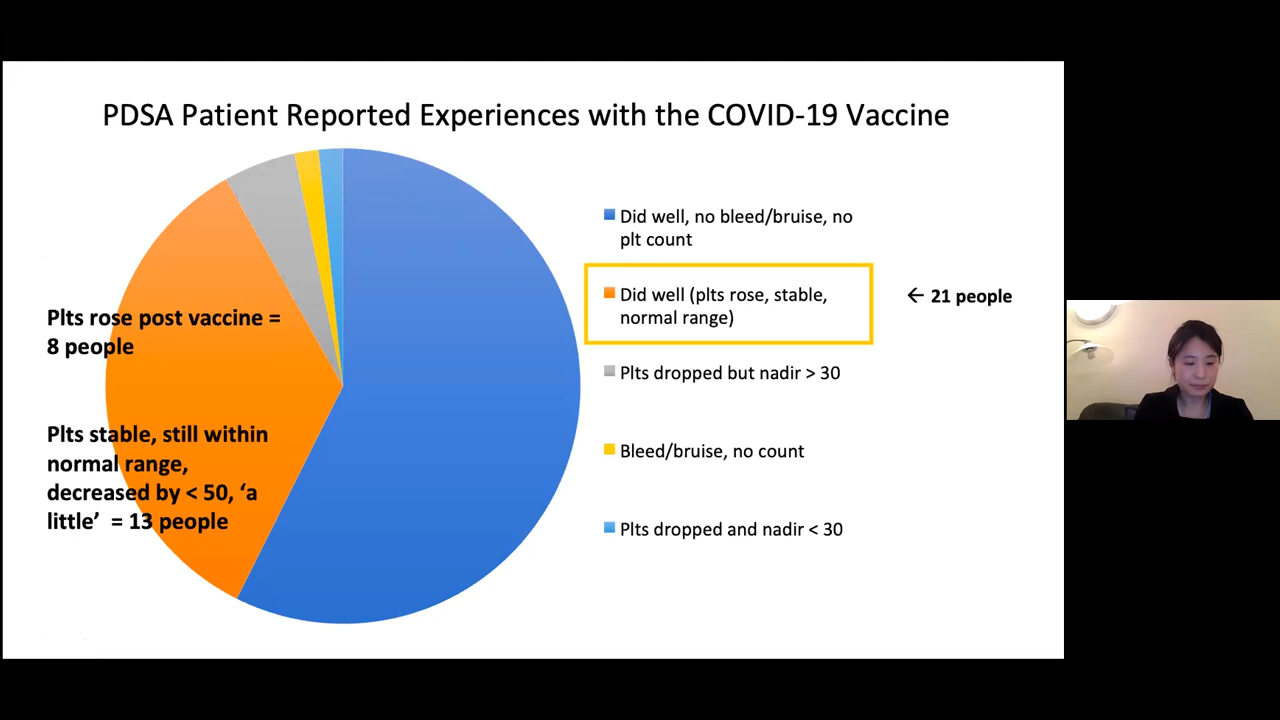 PDSA Patient Reported Experiences with the COVID-19 Vaccine
Did well, no bleed/bruise, no
plt count
Did well (plts rose, stable,
normal range)
← 21 people
Plts dropped but nadir > 30
Bleed/bruise, no count
Plts dropped and nadir < 30
Plts rose post vaccine =
8 people
Plts stable, still within
normal range,
decreased by < 50, ‘a
little’ = 13 people